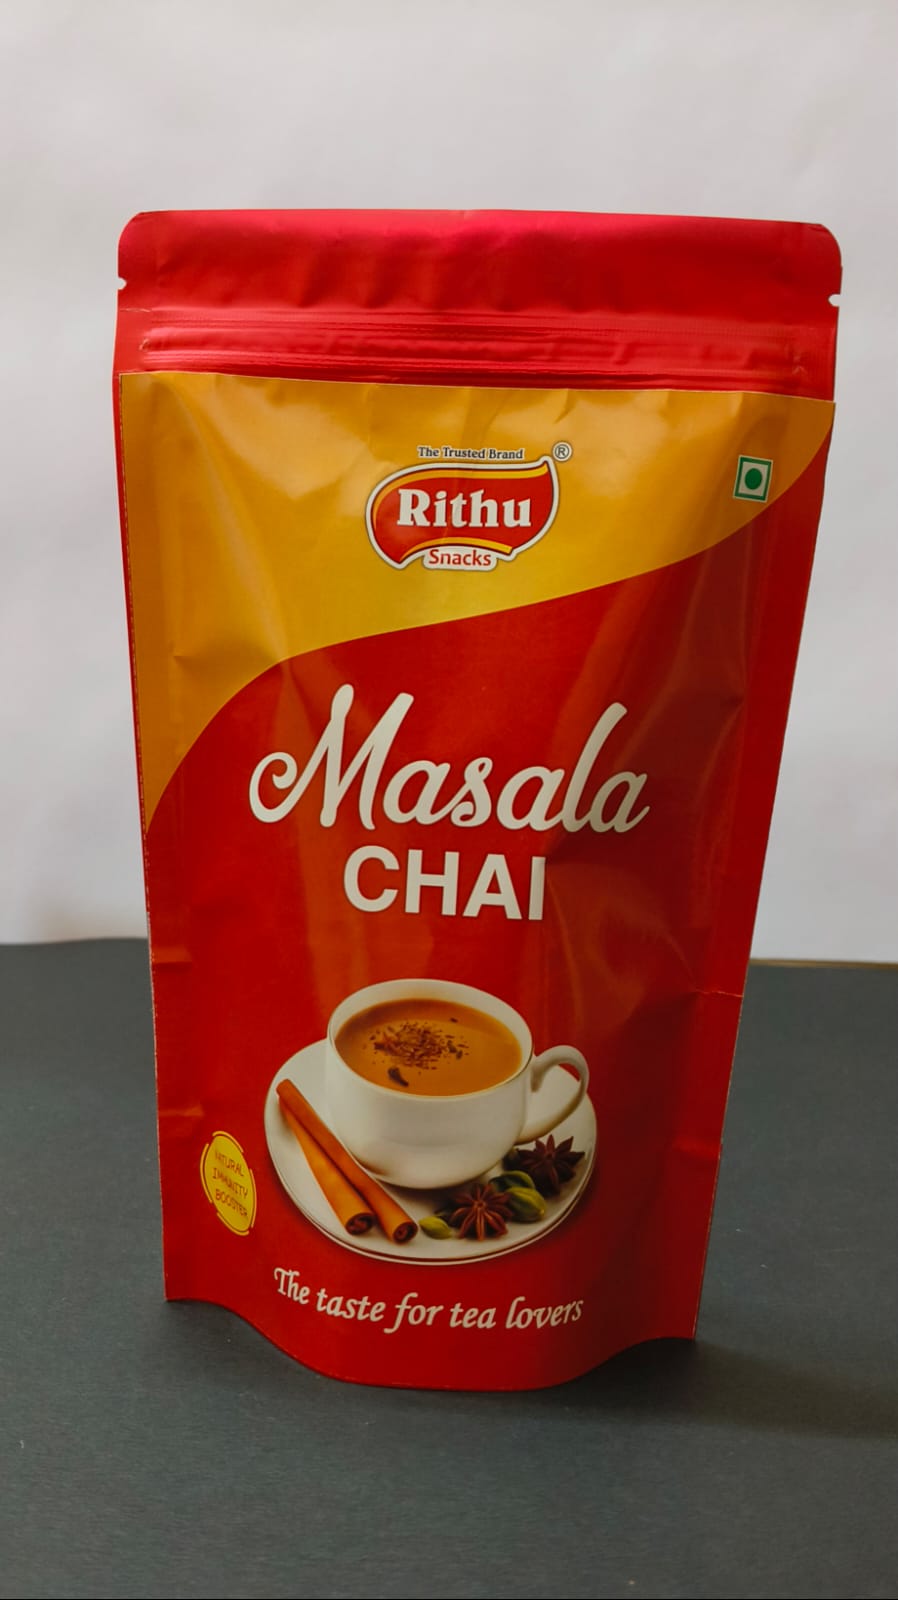 The Trusted Brand
®
Rithu
Snacks
Masala
CHAI
NATURAL
IMMUNITY
BOOSTER
The taste for tea lovers